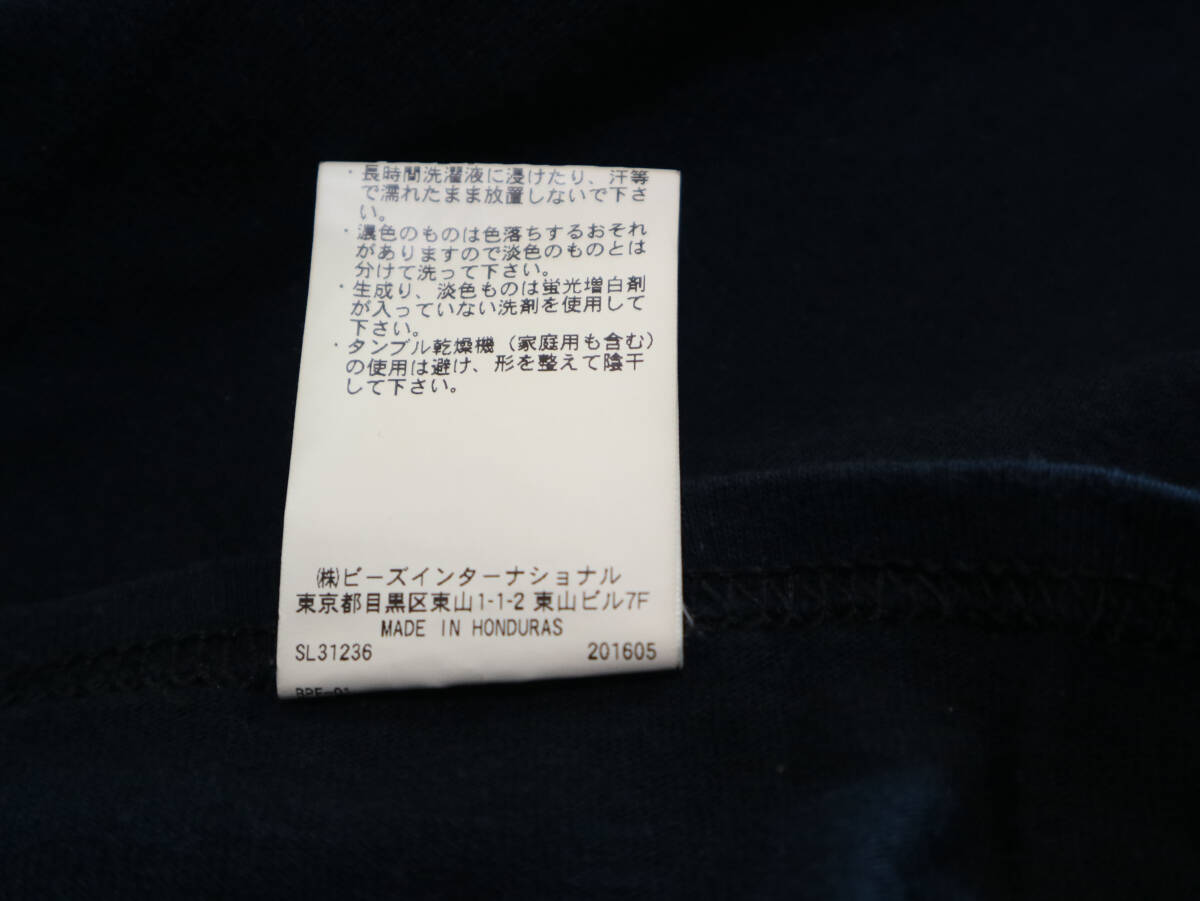 ・長時間洗濯液に浸けたり、汗等
で濡れたまま放置しないで下さ
い。
・濃色のものは色落ちするおそれ
がありますので淡色のものとは
分けて洗って下さい。
・生成り、淡色ものは蛍光増白剤
が入っていない洗剤を使用して
下さい。
・タンブル乾燥機（家庭用も含む）
の使用は避け、形を整えて陰干
して下さい。
㈱ビーズインターナショナル
東京都目黒区東山1-1-2 東山ビル7F
MADE IN HONDURAS
SL31236 201605